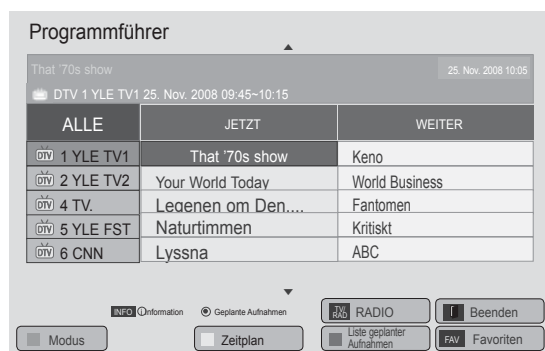 Programmführer
That '70s show 25. Nov. 2008 10:05
DTV 1 YLE TV1 25. Nov. 2008 09:45~10:15
ALLE JETZT WEITER
DTV 1 YLE TV1 That '70s show Keno
DTV 2 YLE TV2 Your World Today World Business
DTV 4 TV. Legenen om Den.... Fantomen
DTV 5 YLE FST Naturtimmen Kritiskt
DTV 6 CNN Lyssna ABC
INFO i Information Geplante Aufnahmen TV/RAD RADIO Beenden
Modus Zeitplan Liste geplanter Aufnahmen FAV Favoriten